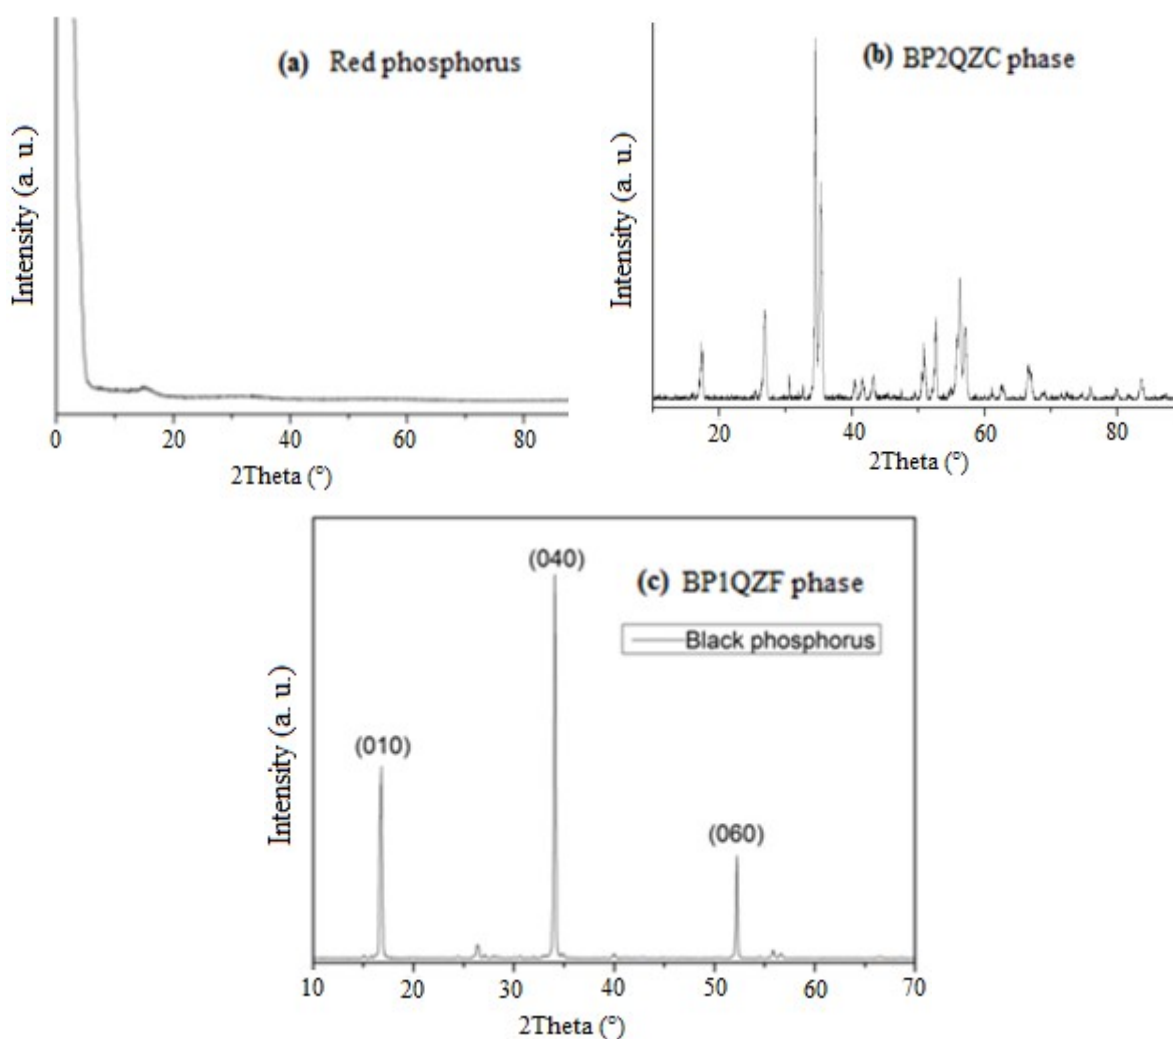 (a) Red phosphorus
Intensity (a. u.)
0 20 40 60 80
2Theta (°)
(b) BP2QZC phase
Intensity (a. u.)
20 40 60 80
2Theta (°)
(c) BP1QZF phase
Black phosphorus
(010)
(040)
(060)
Intensity (a. u.)
10 20 30 40 50 60 70
2Theta (°)